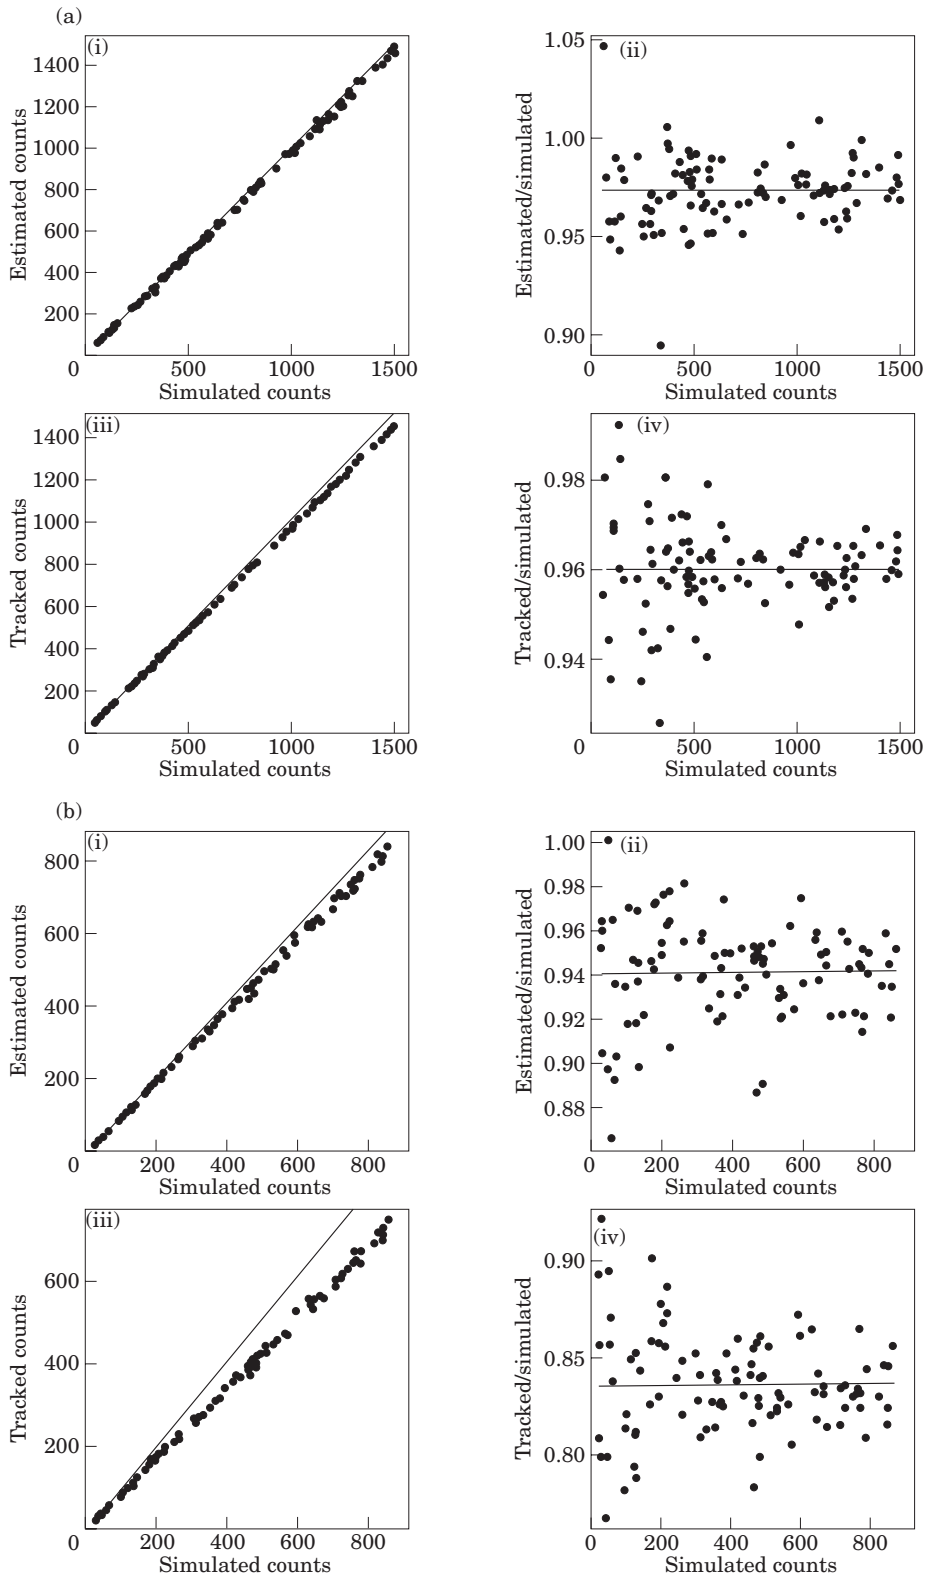 (a)
(i)
1400
1200
1000
800
600
400
200
0
500
1000
1500
Estimated counts
Simulated counts
(ii)
1.05
1.00
0.95
0.90
0
500
1000
1500
Estimated/simulated
Simulated counts
(iii)
1400
1200
1000
800
600
400
200
0
500
1000
1500
Tracked counts
Simulated counts
(iv)
0.98
0.96
0.94
0
500
1000
1500
Tracked/simulated
Simulated counts
(b)
(i)
800
600
400
200
0
200
400
600
800
Estimated counts
Simulated counts
(ii)
1.00
0.98
0.96
0.94
0.92
0.90
0.88
0
200
400
600
800
Estimated/simulated
Simulated counts
(iii)
600
400
200
0
200
400
600
800
Tracked counts
Simulated counts
(iv)
0.90
0.85
0.80
0
200
400
600
800
Tracked/simulated
Simulated counts